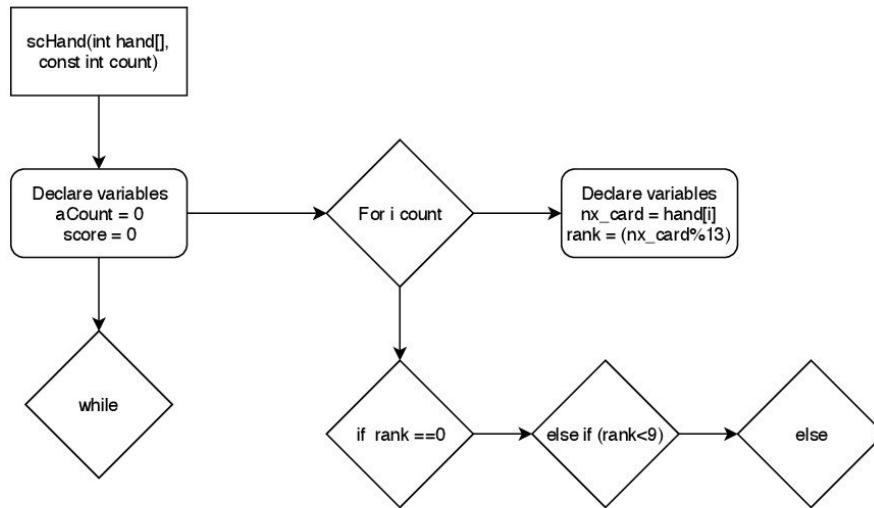 scHand(int hand[],
const int count)
Declare variables
aCount = 0
score = 0
For i count
Declare variables
nx_card = hand[i]
rank = (nx_card%13)
while
if rank ==0
else if (rank<9)
else